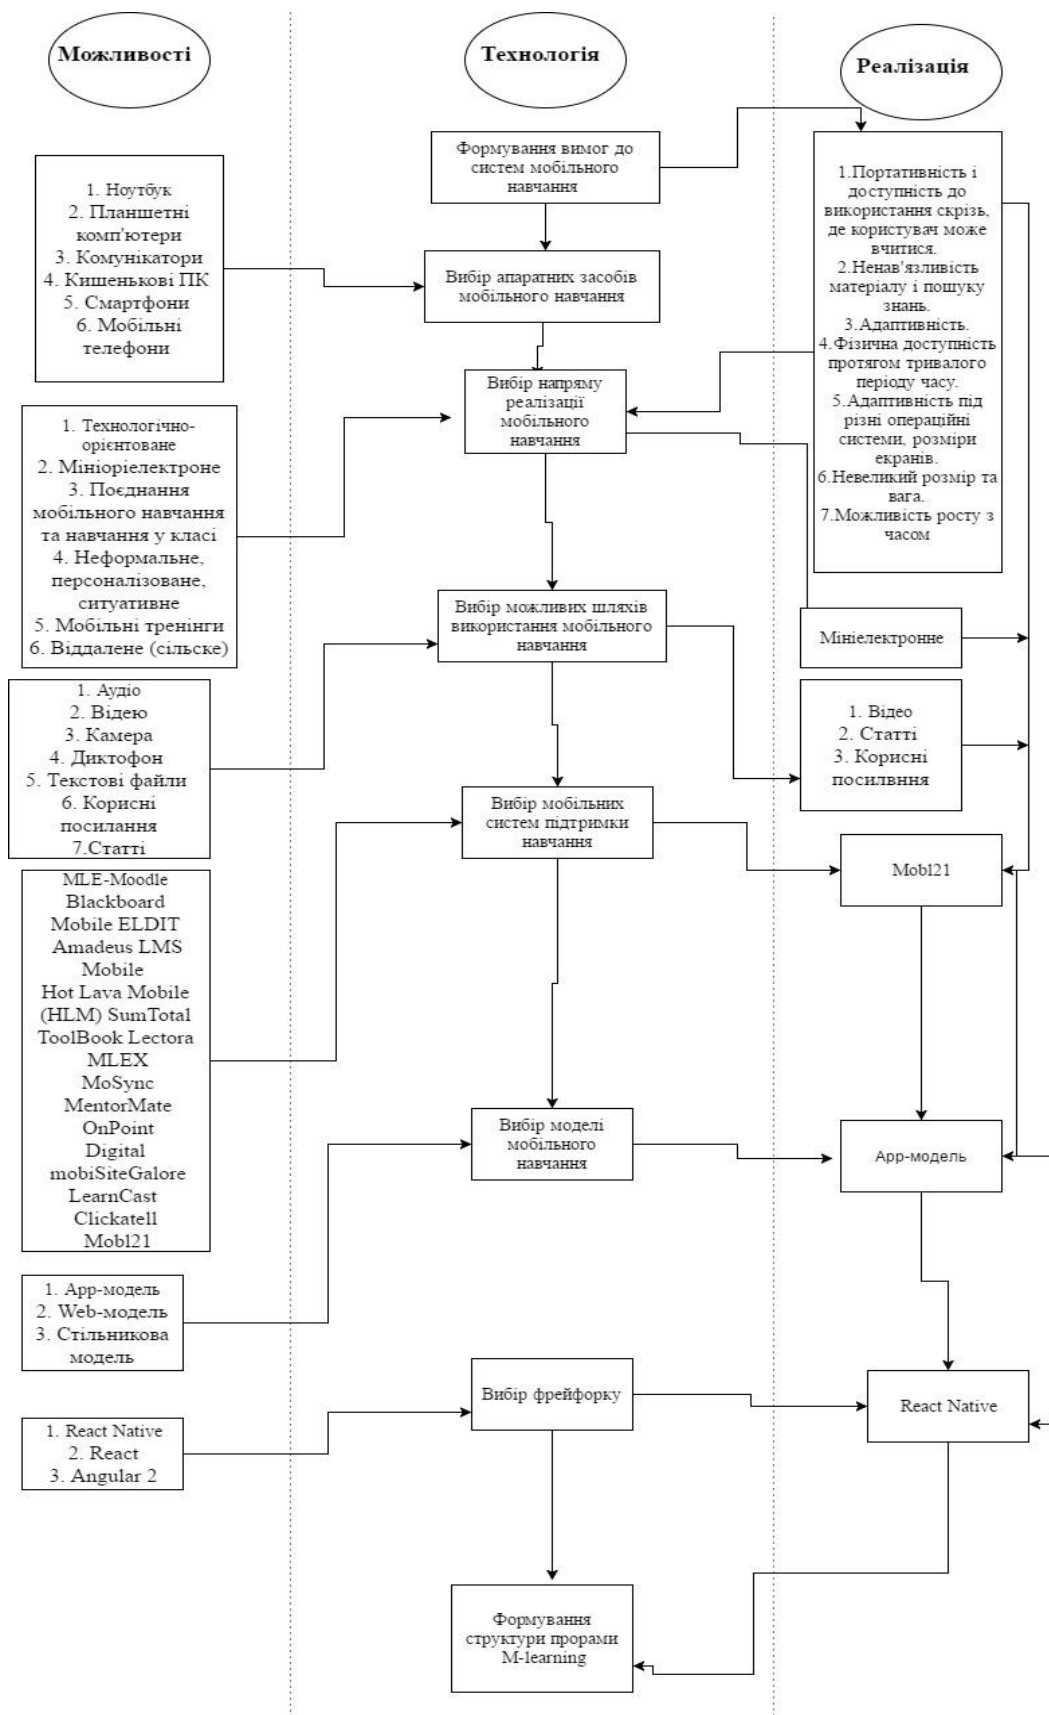 Можливості
Технологія
Реалізація
Формування вимог до
систем мобільного
навчання
1. Ноутбук
2. Планшетні
комп'ютери
3. Комунікатори
4. Кишенькові ПК
5. Смартфони
6. Мобільні
телефони
Вибір апаратних засобів
мобільного навчання
1.Портативність і
доступність до
використання скрізь,
де користувач може
вчитися.
2.Ненав'язливість
матеріалу і пошуку
знань.
3.Адаптивність.
4.Фізична доступність
протягом тривалого
періоду часу.
5.Адаптивність під
різні операційні
системи, розміри
екранів.
6.Невеликий розмір та
вага.
7.Можливість росту з
часом
Вибір напряму
реалізації
мобільного
навчання
1. Технологічно-
орієнтоване
2. Мініоріелектроне
3. Поєднання
мобільного навчання
та навчання у класі
4. Неформальне,
персоналізоване,
ситуативне
5. Мобільні тренінги
6. Віддалене (сільске)
Вибір можливих шляхів
використання мобільного
навчання
Мініелектронне
1. Аудіо
2. Відею
3. Камера
4. Диктофон
5. Текстові файли
6. Корисні
посилання
7.Статті
1. Відео
2. Статті
3. Корисні
посилвння
Вибір мобільних
систем підтримки
навчання
Mobl21
MLE-Moodle
Blackboard
Mobile ELDIT
Amadeus LMS
Mobile
Hot Lava Mobile
(HLM) SumTotal
ToolBook Lectora
MLEX
MoSync
MentorMate
OnPoint
Digital
mobiSiteGalore
LearnCast
Clickatell
Mobl21
Вибір моделі
мобільного
навчання
App-модель
1. App-модель
2. Web-модель
3. Стільникова
модель
Вибір фрейфорку
React Native
1. React Native
2. React
3. Angular 2
Формування
структури прорами
M-learning